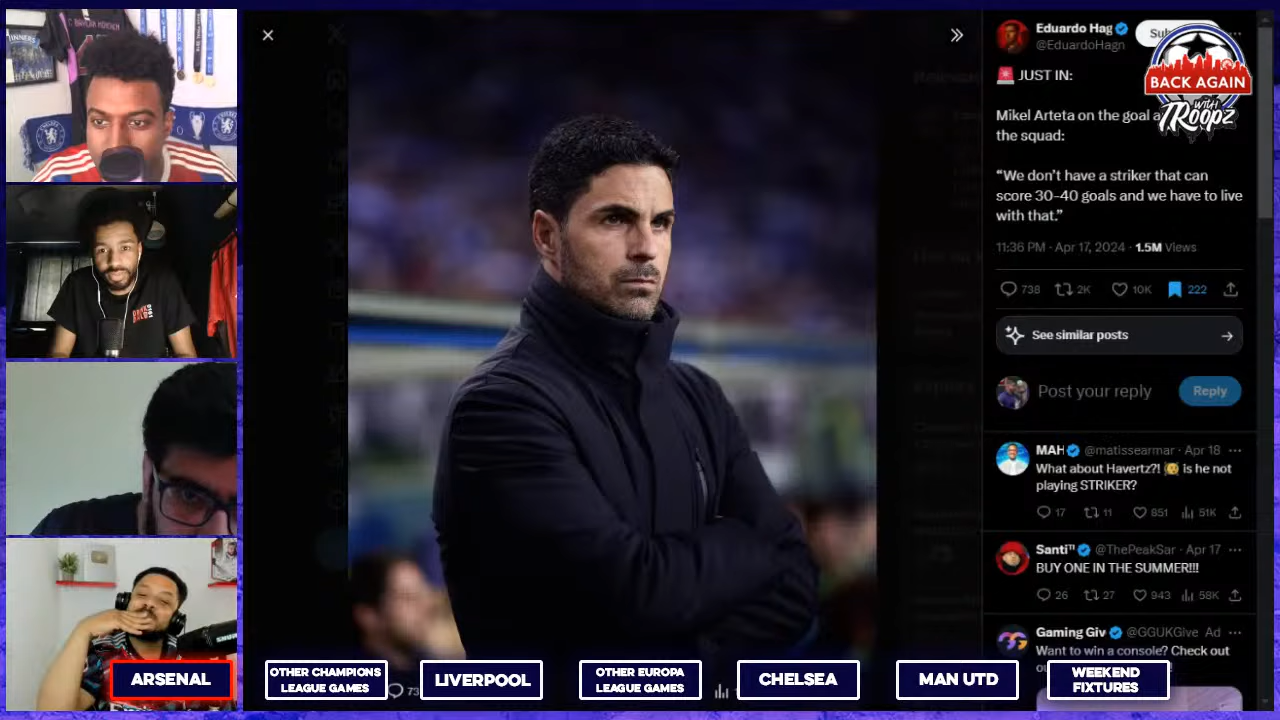 BACK AGAIN
WITH
TROOPZ
Eduardo Hag
@EduardoHagn
JUST IN:
Mikel Arteta on the goal
the squad:
“We don’t have a striker that can
score 30-40 goals and we have to live
with that.”
11:36 PM · Apr 17, 2024 · 1.5M Views
738 2K 10K 222
See similar posts
Post your reply Reply
MAH @matissearmar · Apr 18
What about Havertz?! is he not
playing STRIKER?
17 11 851 51K
Santi™ @ThePeakSar · Apr 17
BUY ONE IN THE SUMMER!!!
26 27 943 58K
Gaming Giv @GGUKGive Ad
Want to win a console? Check out
ARSENAL
OTHER CHAMPIONS
LEAGUE GAMES
LIVERPOOL
OTHER EUROPA
LEAGUE GAMES
CHELSEA
MAN UTD
WEEKEND
FIXTURES